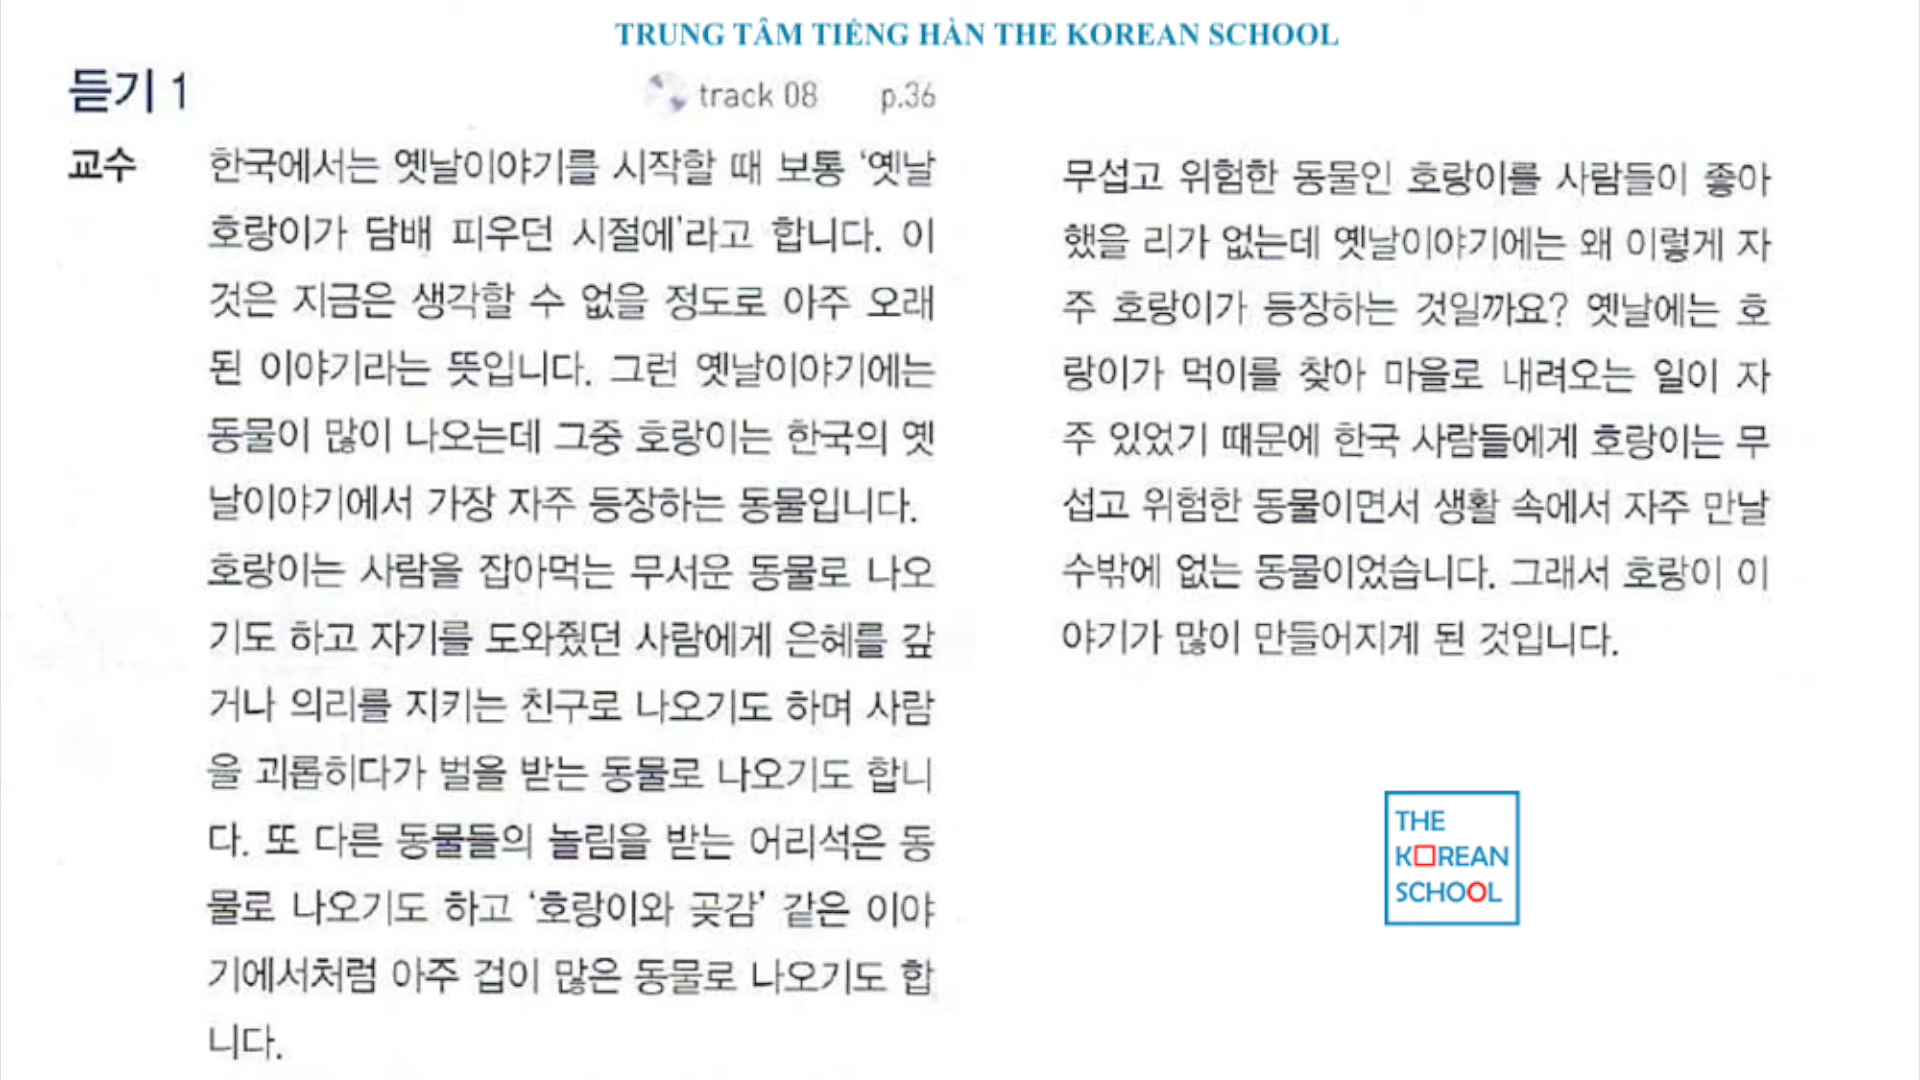 TRUNG TÂM TIẾNG HÀN THE KOREAN SCHOOL
듣기 1
track 08 p.36
교수
한국에서는 옛날이야기를 시작할 때 보통 ‘옛날
호랑이가 담배 피우던 시절에’라고 합니다. 이
것은 지금은 생각할 수 없을 정도로 아주 오래
된 이야기라는 뜻입니다. 그런 옛날이야기에는
동물이 많이 나오는데 그중 호랑이는 한국의 옛
날이야기에서 가장 자주 등장하는 동물입니다.
호랑이는 사람을 잡아먹는 무서운 동물로 나오
기도 하고 자기를 도와줬던 사람에게 은혜를 갚
거나 의리를 지키는 친구로 나오기도 하며 사람
을 괴롭히다가 벌을 받는 동물로 나오기도 합니
다. 또 다른 동물들의 놀림을 받는 어리석은 동
물로 나오기도 하고 ‘호랑이와 곶감’ 같은 이야
기에서처럼 아주 겁이 많은 동물로 나오기도 합
니다.
무섭고 위험한 동물인 호랑이를 사람들이 좋아
했을 리가 없는데 옛날이야기에는 왜 이렇게 자
주 호랑이가 등장하는 것일까요? 옛날에는 호
랑이가 먹이를 찾아 마을로 내려오는 일이 자
주 있었기 때문에 한국 사람들에게 호랑이는 무
섭고 위험한 동물이면서 생활 속에서 자주 만날
수밖에 없는 동물이었습니다. 그래서 호랑이 이
야기가 많이 만들어지게 된 것입니다.
THE
KOREAN
SCHOOL